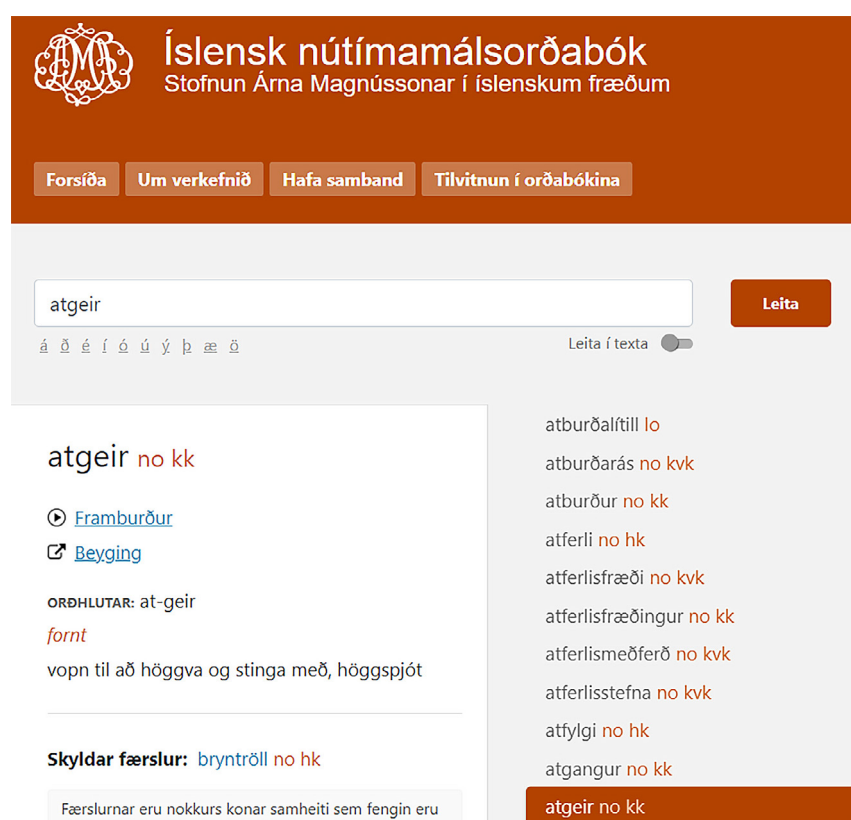 Íslensk nútímamálsorðabók
Stofnun Árna Magnússonar í íslenskum fræðum
Forsíða Um verkefnið Hafa samband Tilvitnun í orðabókina
atgeir
Leita
á ð é í ó ú ý þ æ ö
Leita í texta
atgeir no kk
Framburður
Beyging
ORÐHLUTAR: at-geir
fornt
vopn til að höggva og stinga með, höggspjót
Skyldar færslur: bryntröll no hk
Færslurnar eru nokkurs konar samheiti sem fengin eru
atburðalítill lo
atburðarás no kvk
atburður no kk
atferli no hk
atferlisfræði no kvk
atferlisfræðingur no kk
atferlismeðferð no kvk
atferlisstefna no kvk
atfylgi no hk
atgangur no kk
atgeir no kk